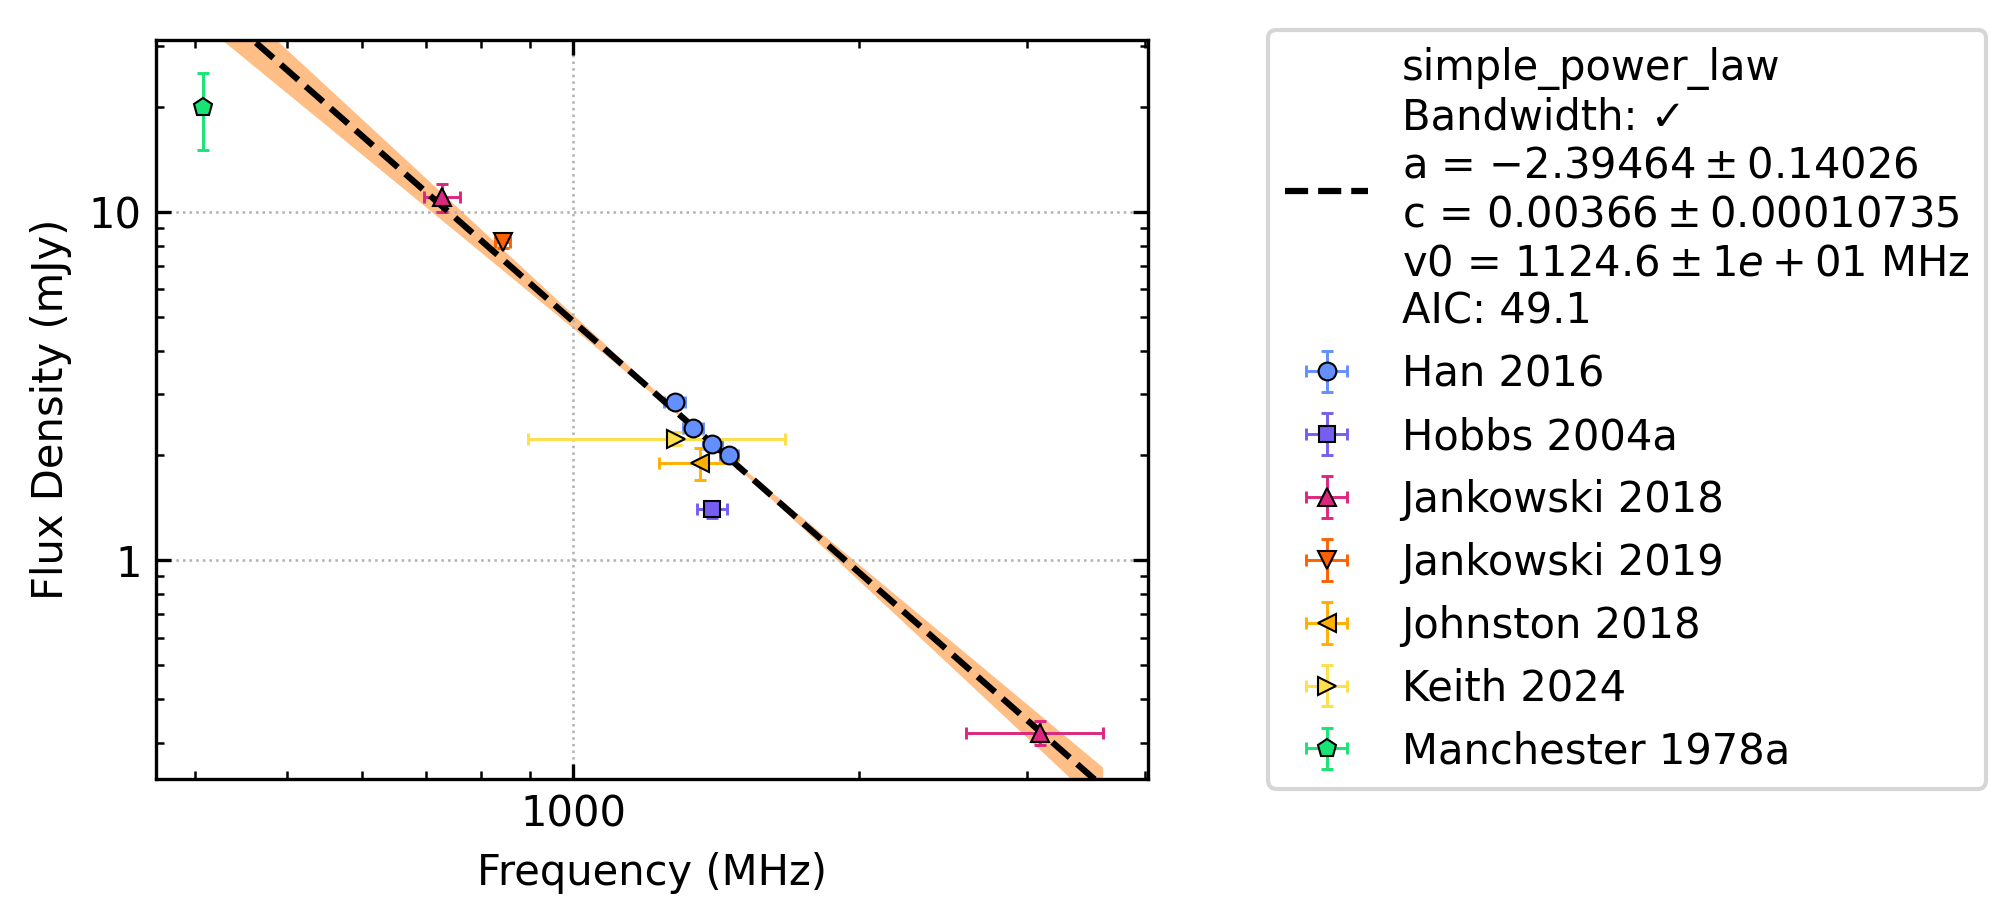 Flux Density (mJy)
10
1
1000
Frequency (MHz)
simple_power_law
Bandwidth: ✓
a = −2.39464 ± 0.14026
c = 0.00366 ± 0.00010735
v0 = 1124.6 ± 1e + 01 MHz
AIC: 49.1
Han 2016
Hobbs 2004a
Jankowski 2018
Jankowski 2019
Johnston 2018
Keith 2024
Manchester 1978a